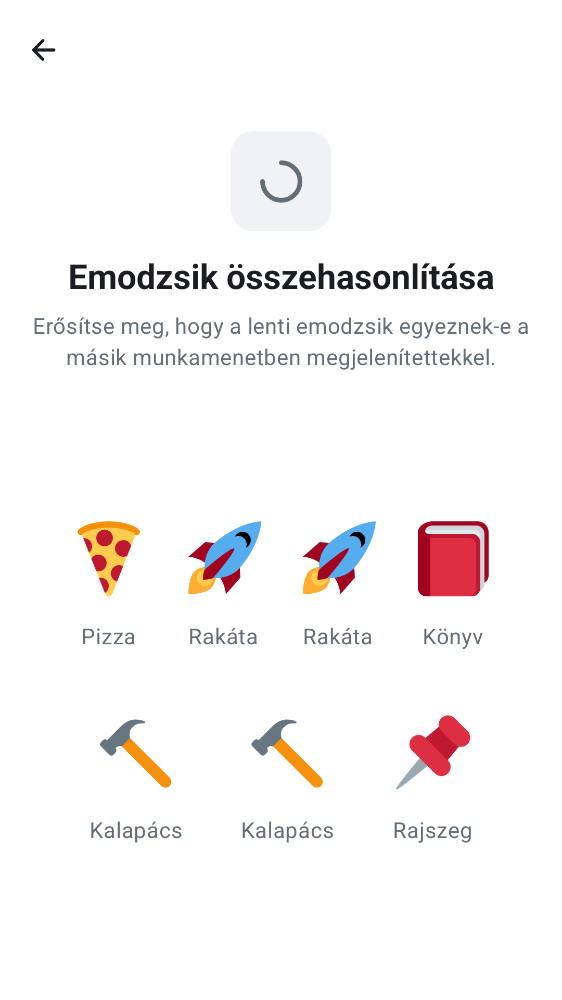 Emodzsik összehasonlítása
Erősítse meg, hogy a lenti emodzsik egyeznek-e a
másik munkamenetben megjelenítettekkel.
Pizza Rakáta Rakáta Könyv
Kalapács Kalapács Rajszeg